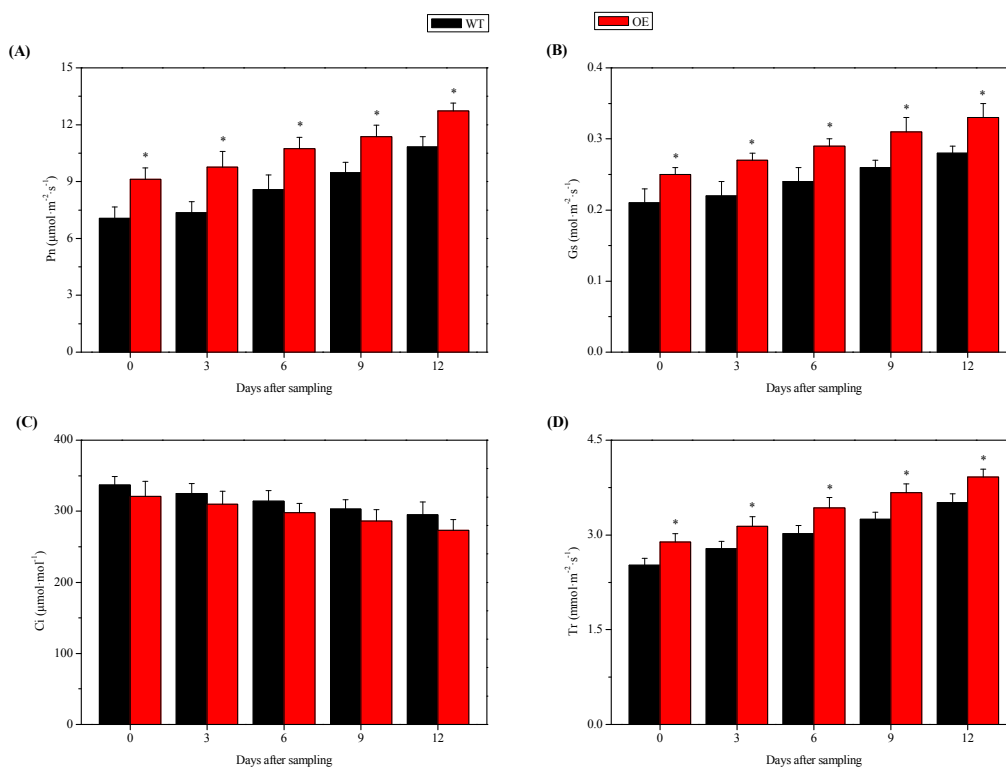 WT
OE
(A)
15
12
9
6
3
0
Pn (μmol·m⁻²·s⁻¹)
* * * * *
0 3 6 9 12
Days after sampling
(B)
0.4
0.3
0.2
0.1
0.0
Gs (mol·m⁻²·s⁻¹)
* * * * *
0 3 6 9 12
Days after sampling
(C)
400
300
200
100
0
Ci (μmol·mol⁻¹)
0 3 6 9 12
Days after sampling
(D)
4.5
3.0
1.5
0.0
Tr (mmol·m⁻²·s⁻¹)
* * * * *
0 3 6 9 12
Days after sampling